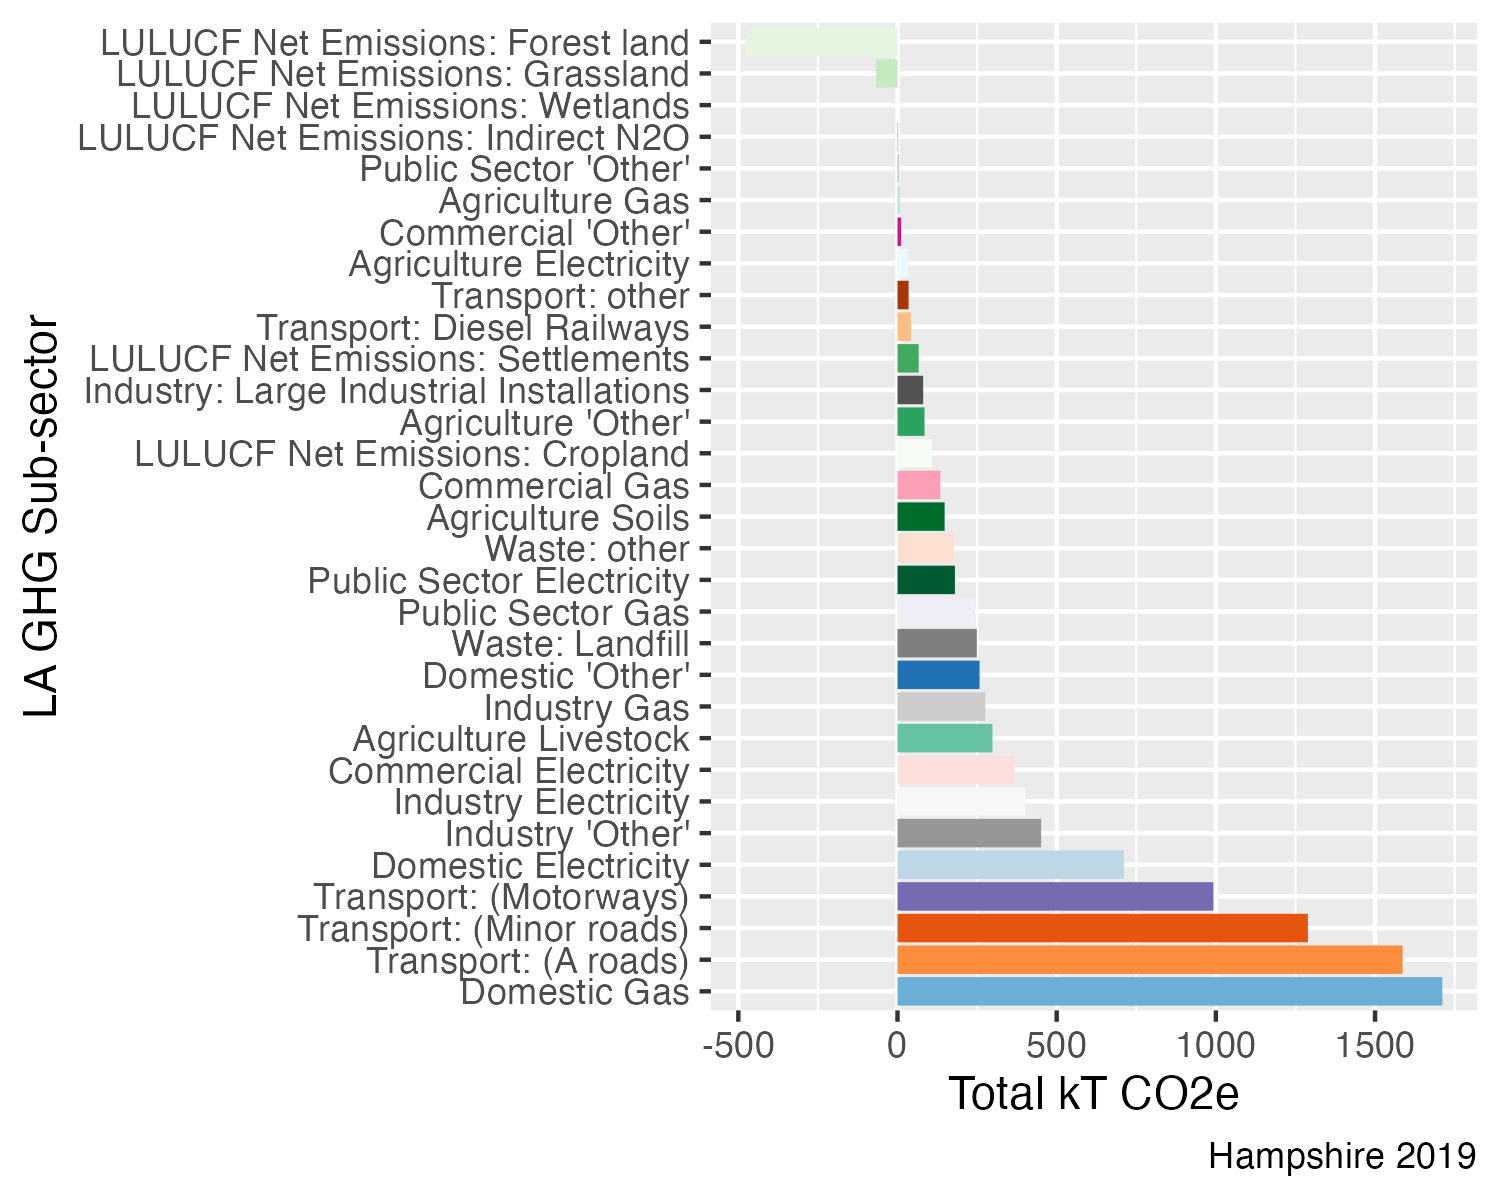 LULUCF Net Emissions: Forest land
LULUCF Net Emissions: Grassland
LULUCF Net Emissions: Wetlands
LULUCF Net Emissions: Indirect N2O
Public Sector 'Other'
Agriculture Gas
Commercial 'Other'
Agriculture Electricity
Transport: other
Transport: Diesel Railways
LULUCF Net Emissions: Settlements
Industry: Large Industrial Installations
Agriculture 'Other'
LULUCF Net Emissions: Cropland
Commercial Gas
Agriculture Soils
Waste: other
Public Sector Electricity
Public Sector Gas
Waste: Landfill
Domestic 'Other'
Industry Gas
Agriculture Livestock
Commercial Electricity
Industry Electricity
Industry 'Other'
Domestic Electricity
Transport: (Motorways)
Transport: (Minor roads)
Transport: (A roads)
Domestic Gas
LA GHG Sub-sector
-500 0 500 1000 1500
Total kT CO2e
Hampshire 2019